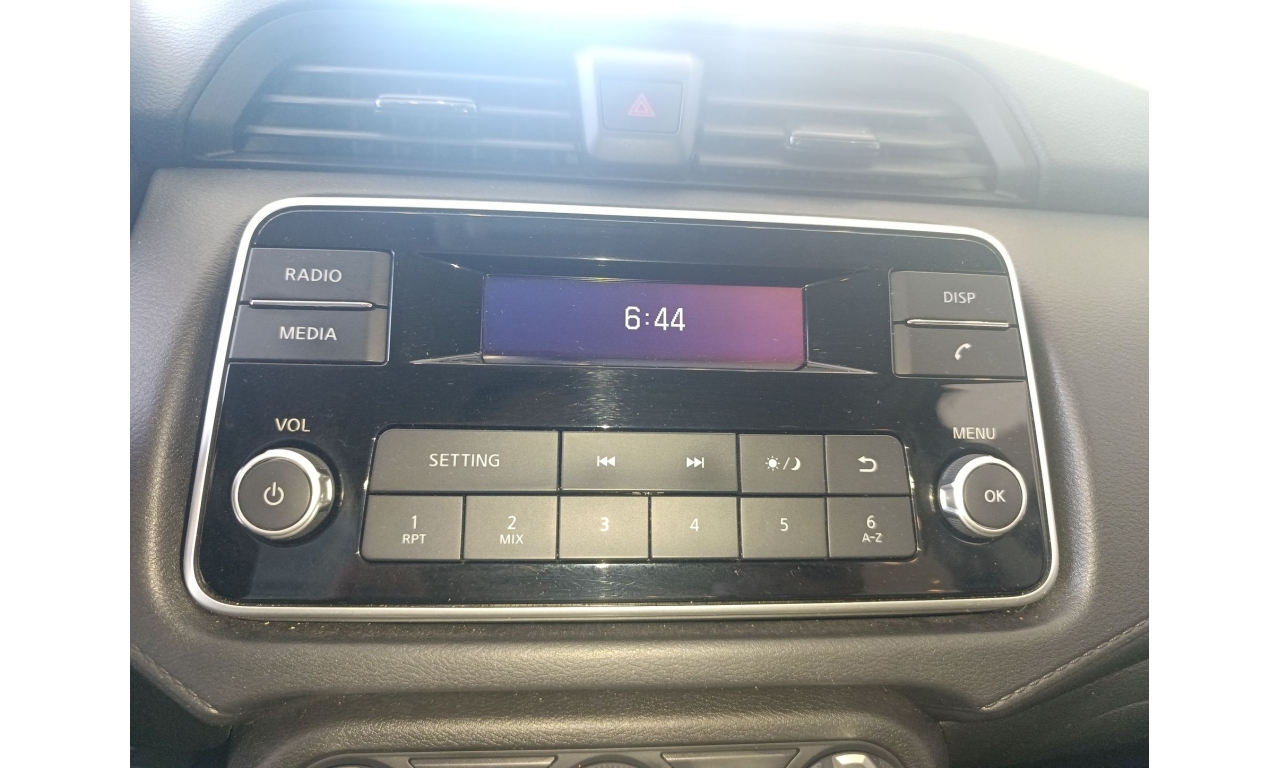 RADIO
MEDIA
6:44
DISP
VOL
MENU
SETTING
OK
1
RPT
2
MIX
3
4
5
6
A-Z